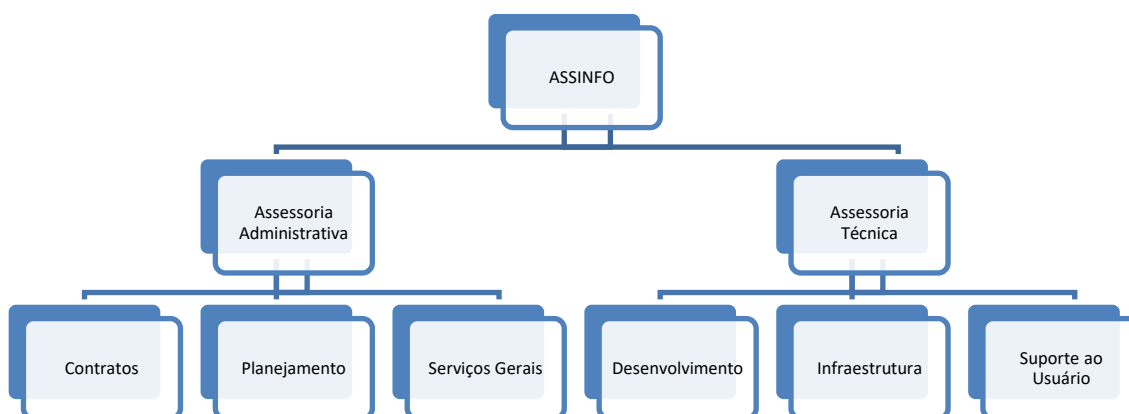 ASSINFO
Assessoria
Administrativa
Assessoria
Técnica
Contratos
Planejamento
Serviços Gerais
Desenvolvimento
Infraestrutura
Suporte ao
Usuário